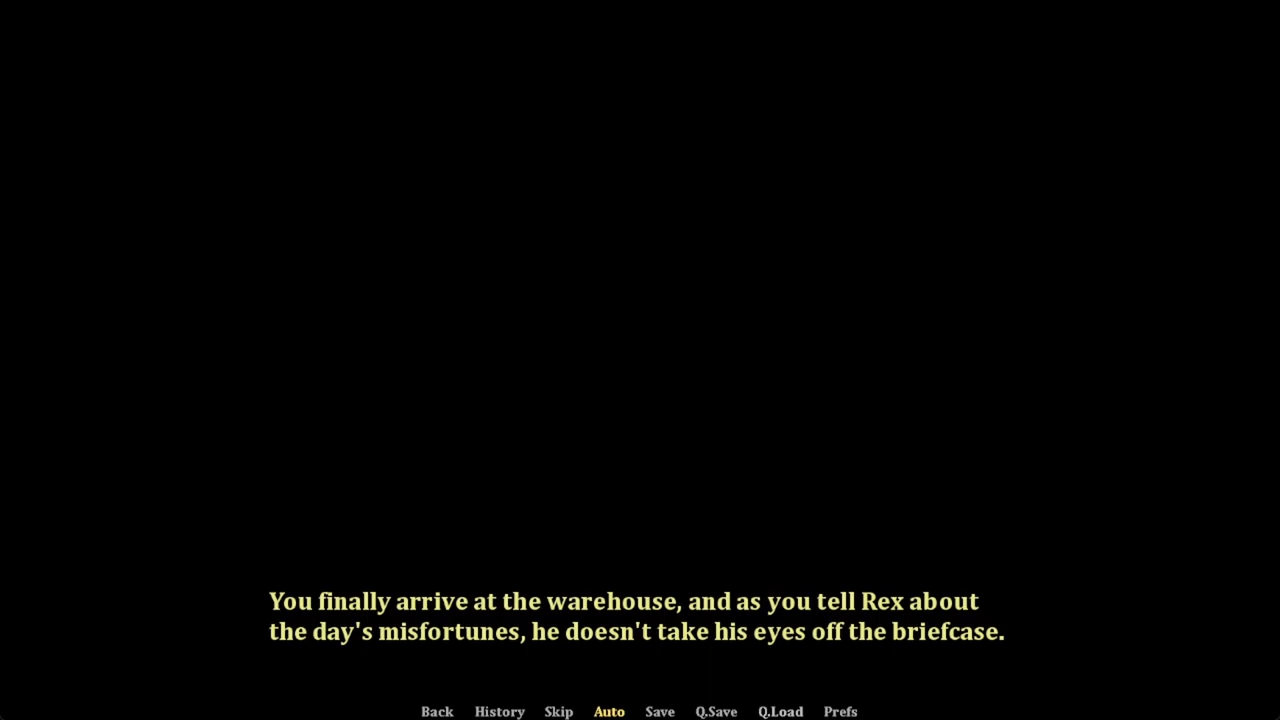 You finally arrive at the warehouse, and as you tell Rex about
the day's misfortunes, he doesn't take his eyes off the briefcase.
Back History Skip Auto Save Q.Save Q.Load Prefs